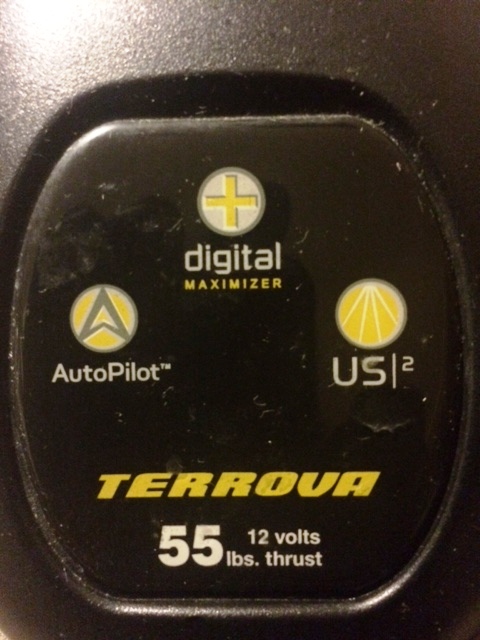 digital
MAXIMIZER
AutoPilot™
US|²
TERROVA
55 12 volts
lbs. thrust